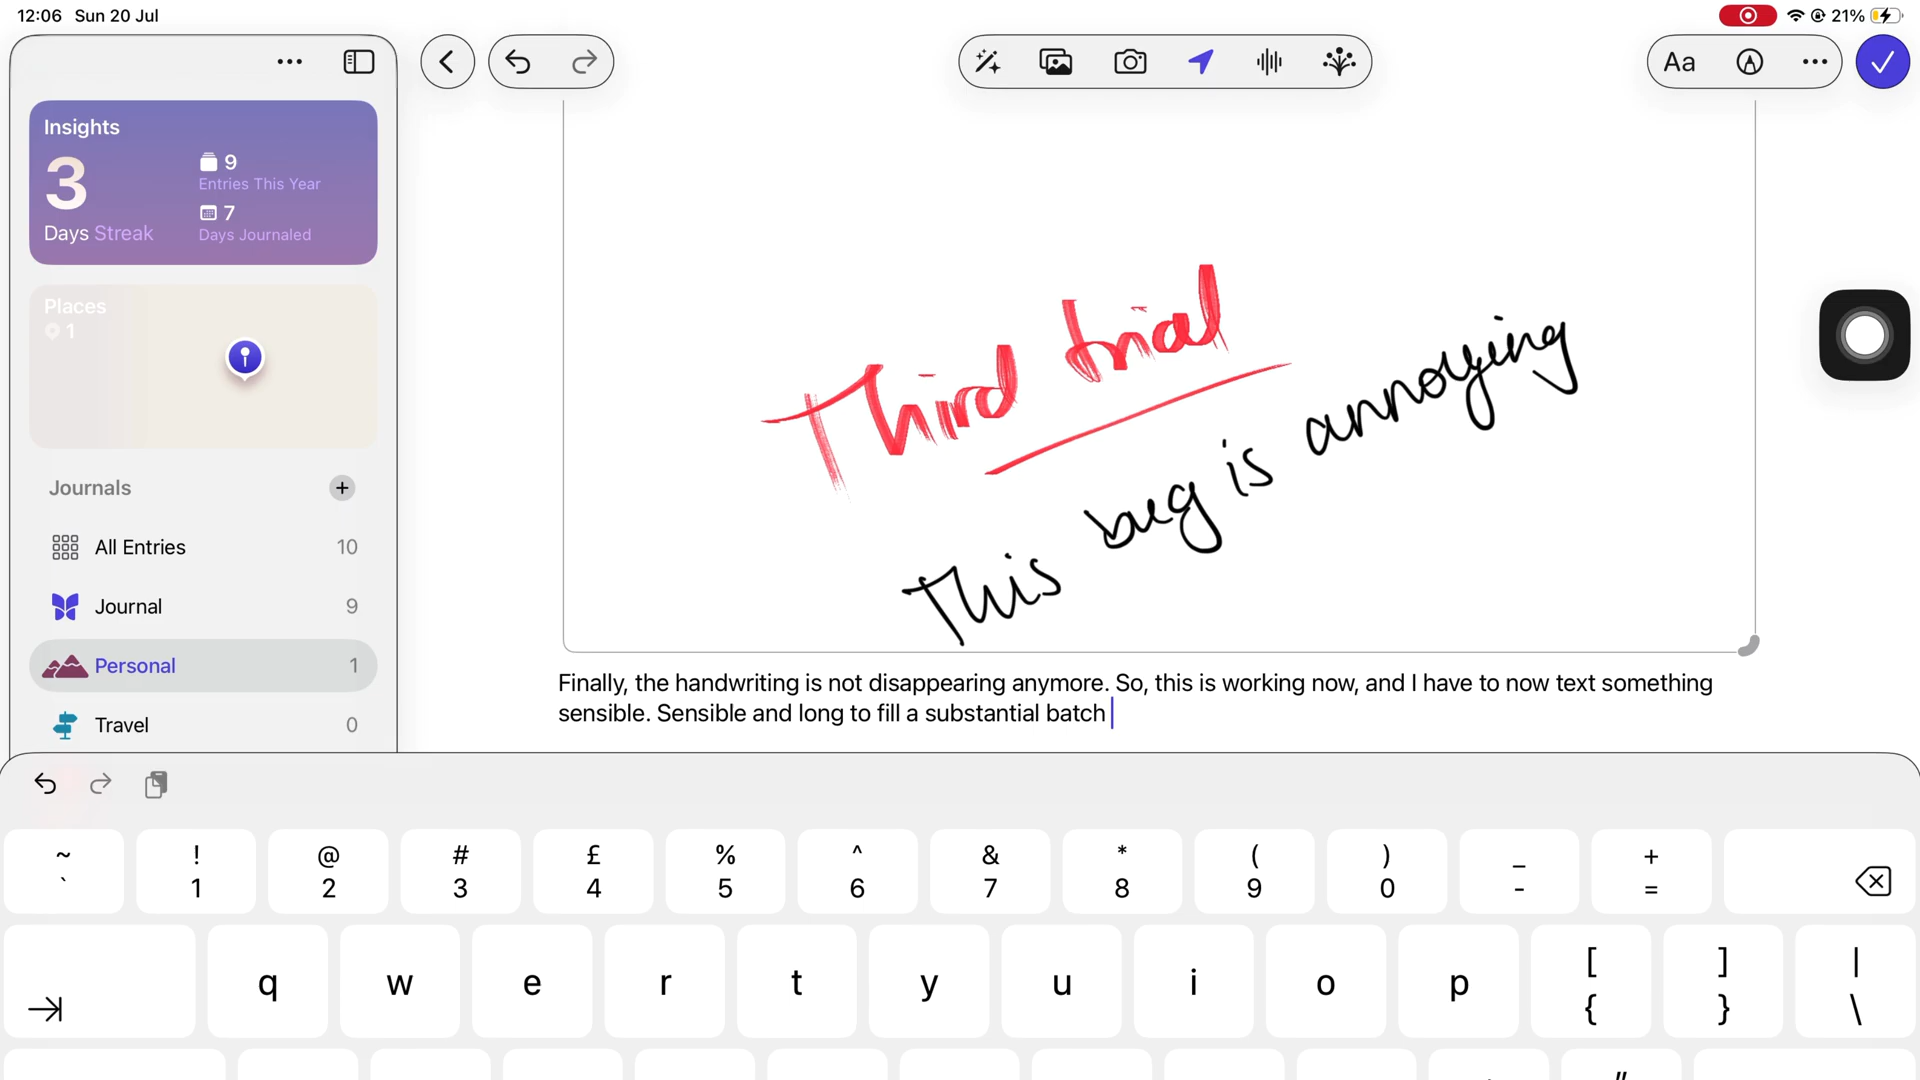 12:06 Sun 20 Jul
21%
Insights
3
Days Streak
9
Entries This Year
7
Days Journaled
Places
1
Journals
+
All Entries 10
Journal 9
Personal 1
Travel 0
Aa
Third trial
This bug is annoying
Finally, the handwriting is not disappearing anymore. So, this is working now, and I have to now text something
sensible. Sensible and long to fill a substantial batch
~ ! @ # £ % ^ & * ( ) _ +
` 1 2 3 4 5 6 7 8 9 0 - =
q w e r t y u i o p [ ] |
{ } \
"